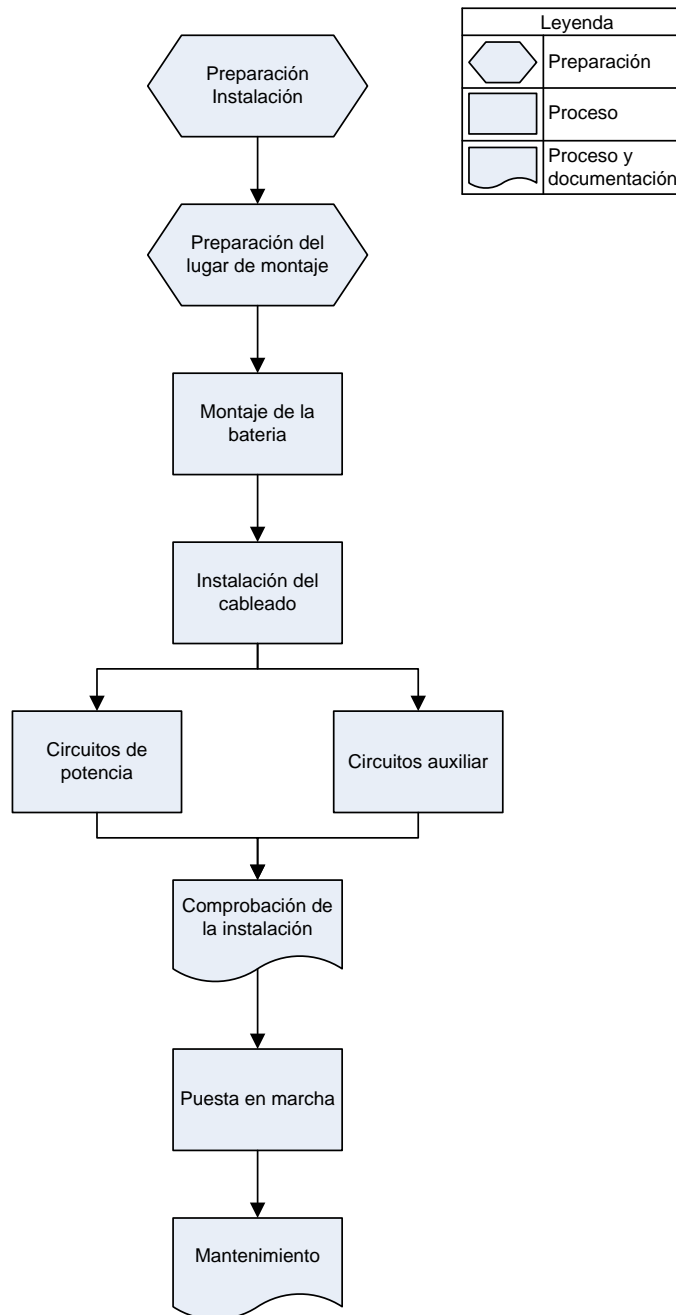 Leyenda
Preparación
Proceso
Proceso y
documentación
Preparación
Instalación
Preparación del
lugar de montaje
Montaje de la
bateria
Instalación del
cableado
Circuitos de
potencia
Circuitos auxiliar
Comprobación de
la instalación
Puesta en marcha
Mantenimiento